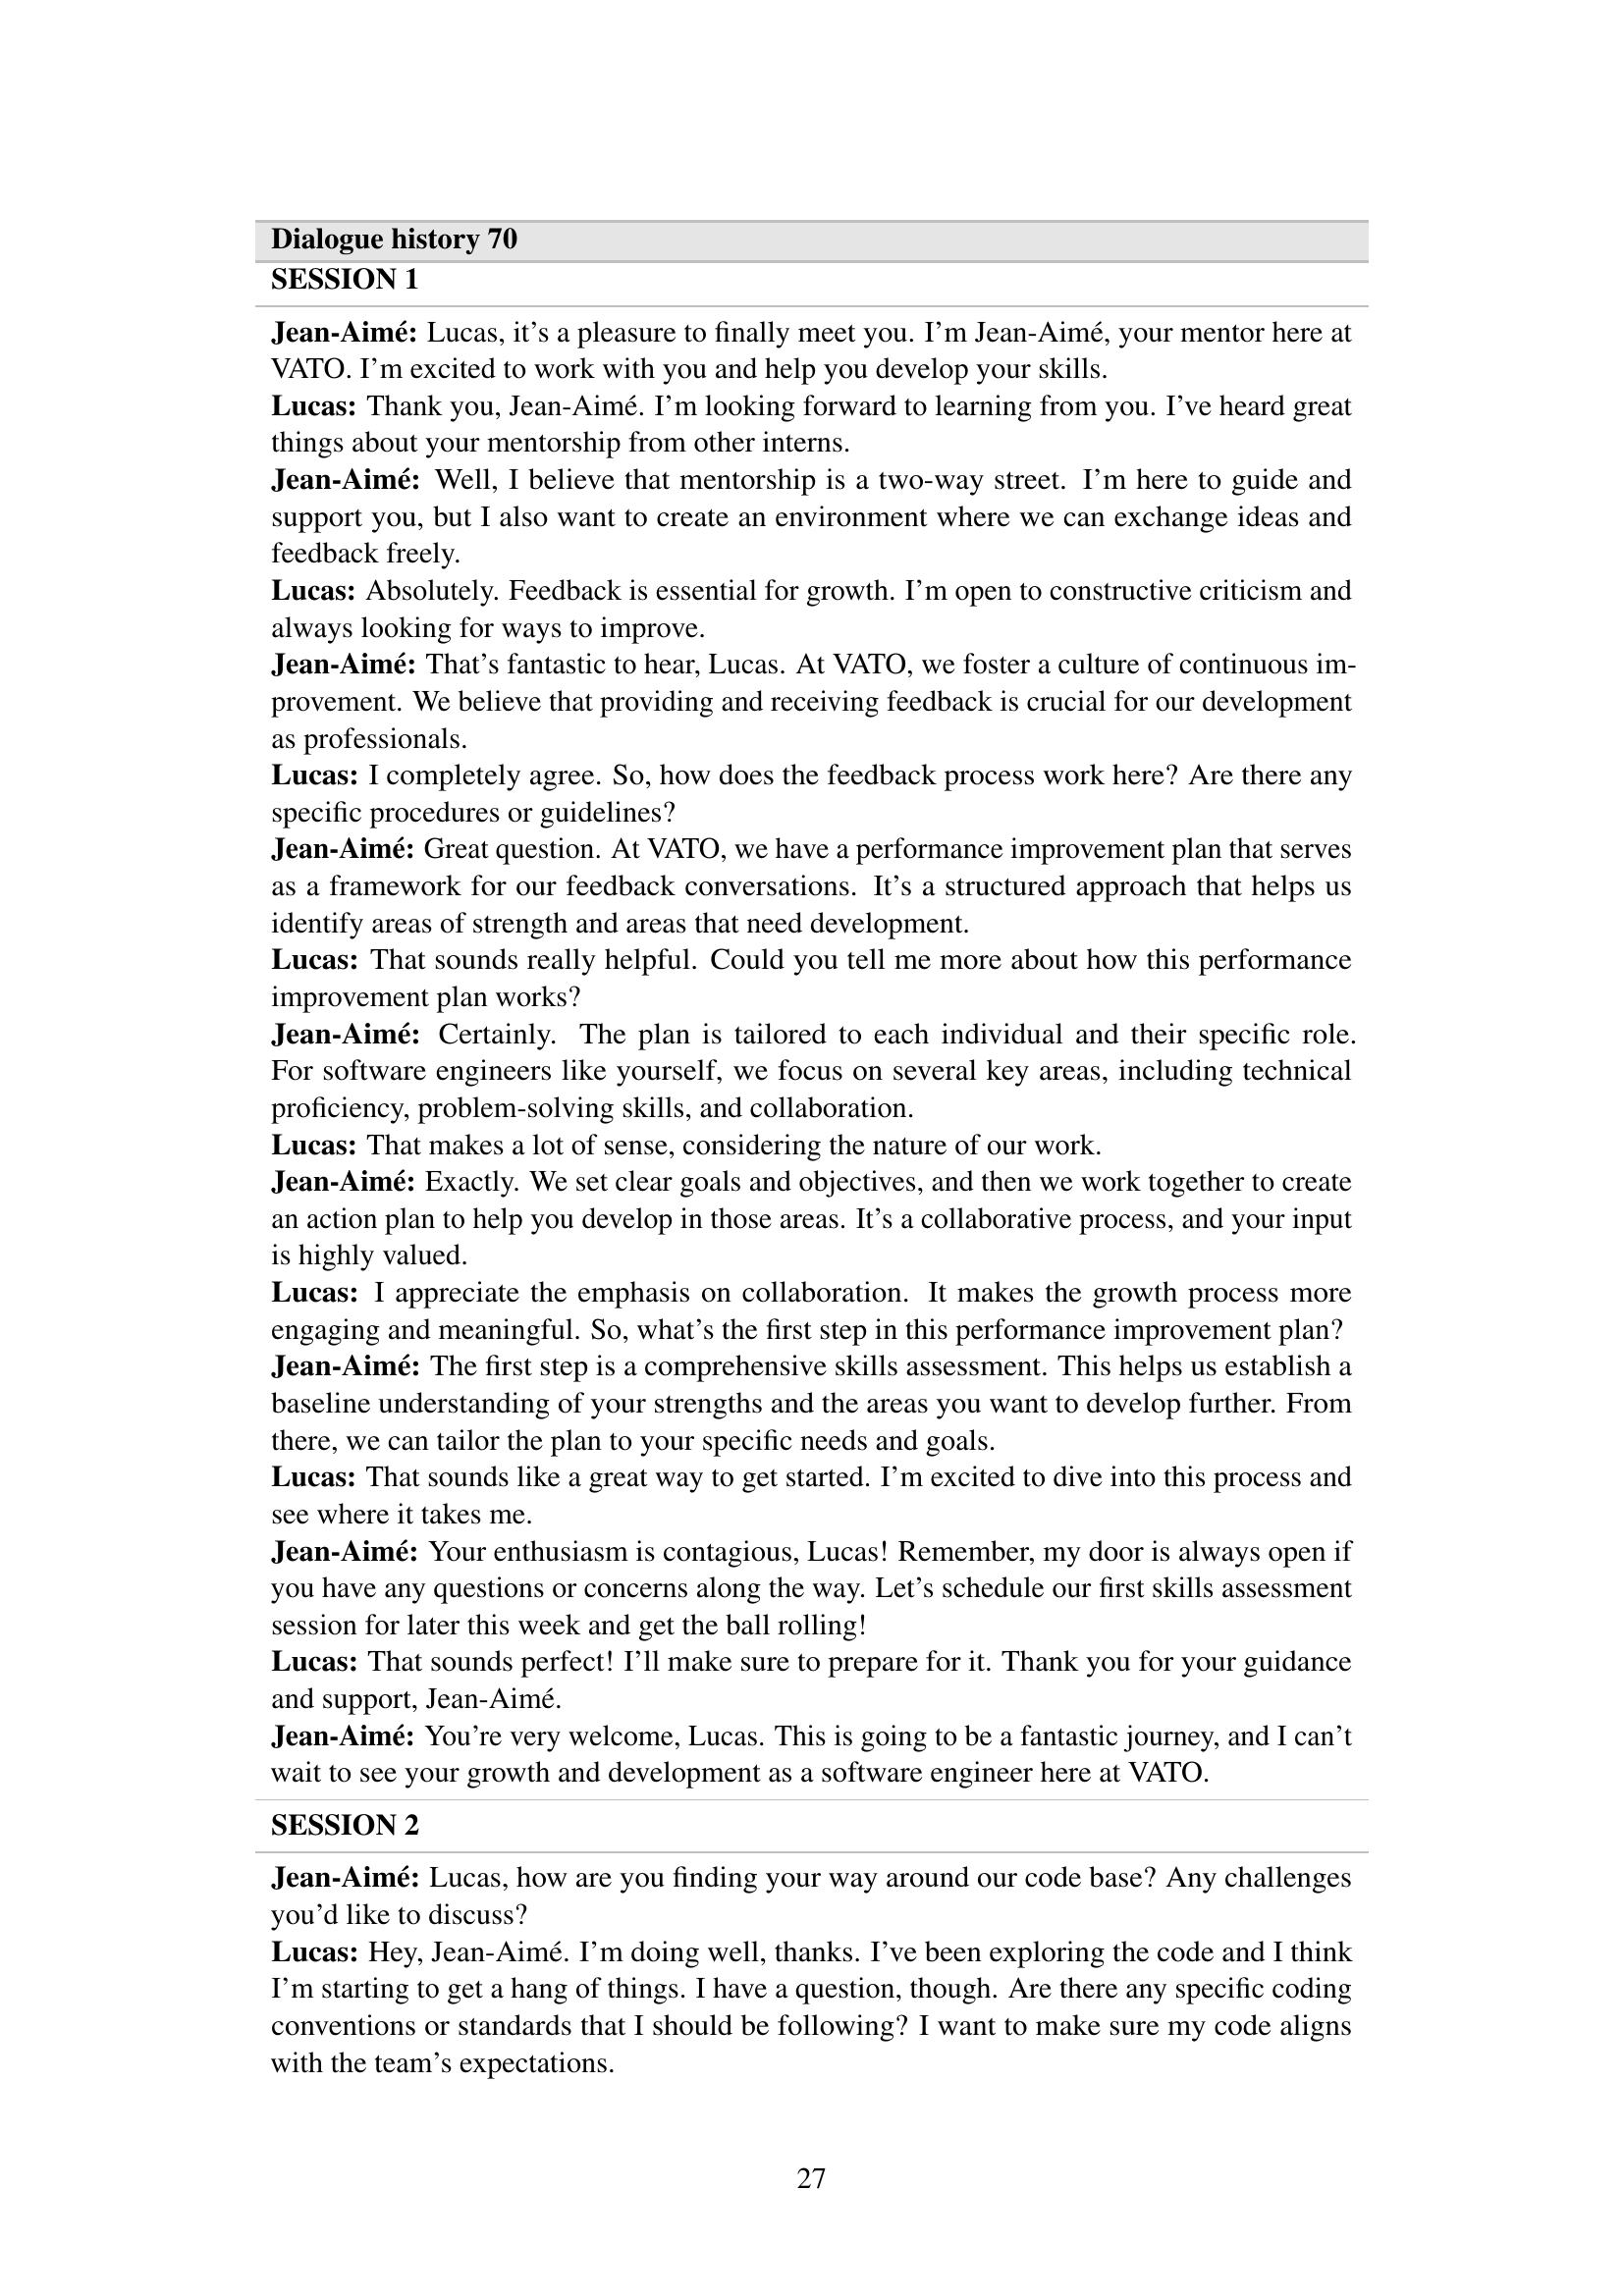 Dialogue history 70
SESSION 1
Jean-Aimé: Lucas, it's a pleasure to finally meet you. I'm Jean-Aimé, your mentor here at
VATO. I'm excited to work with you and help you develop your skills.
Lucas: Thank you, Jean-Aimé. I'm looking forward to learning from you. I've heard great
things about your mentorship from other interns.
Jean-Aimé: Well, I believe that mentorship is a two-way street. I'm here to guide and
support you, but I also want to create an environment where we can exchange ideas and
feedback freely.
Lucas: Absolutely. Feedback is essential for growth. I'm open to constructive criticism and
always looking for ways to improve.
Jean-Aimé: That's fantastic to hear, Lucas. At VATO, we foster a culture of continuous im-
provement. We believe that providing and receiving feedback is crucial for our development
as professionals.
Lucas: I completely agree. So, how does the feedback process work here? Are there any
specific procedures or guidelines?
Jean-Aimé: Great question. At VATO, we have a performance improvement plan that serves
as a framework for our feedback conversations. It's a structured approach that helps us
identify areas of strength and areas that need development.
Lucas: That sounds really helpful. Could you tell me more about how this performance
improvement plan works?
Jean-Aimé: Certainly. The plan is tailored to each individual and their specific role.
For software engineers like yourself, we focus on several key areas, including technical
proficiency, problem-solving skills, and collaboration.
Lucas: That makes a lot of sense, considering the nature of our work.
Jean-Aimé: Exactly. We set clear goals and objectives, and then we work together to create
an action plan to help you develop in those areas. It's a collaborative process, and your input
is highly valued.
Lucas: I appreciate the emphasis on collaboration. It makes the growth process more
engaging and meaningful. So, what's the first step in this performance improvement plan?
Jean-Aimé: The first step is a comprehensive skills assessment. This helps us establish a
baseline understanding of your strengths and the areas you want to develop further. From
there, we can tailor the plan to your specific needs and goals.
Lucas: That sounds like a great way to get started. I'm excited to dive into this process and
see where it takes me.
Jean-Aimé: Your enthusiasm is contagious, Lucas! Remember, my door is always open if
you have any questions or concerns along the way. Let's schedule our first skills assessment
session for later this week and get the ball rolling!
Lucas: That sounds perfect! I'll make sure to prepare for it. Thank you for your guidance
and support, Jean-Aimé.
Jean-Aimé: You're very welcome, Lucas. This is going to be a fantastic journey, and I can't
wait to see your growth and development as a software engineer here at VATO.
SESSION 2
Jean-Aimé: Lucas, how are you finding your way around our code base? Any challenges
you'd like to discuss?
Lucas: Hey, Jean-Aimé. I'm doing well, thanks. I've been exploring the code and I think
I'm starting to get a hang of things. I have a question, though. Are there any specific coding
conventions or standards that I should be following? I want to make sure my code aligns
with the team's expectations.
27